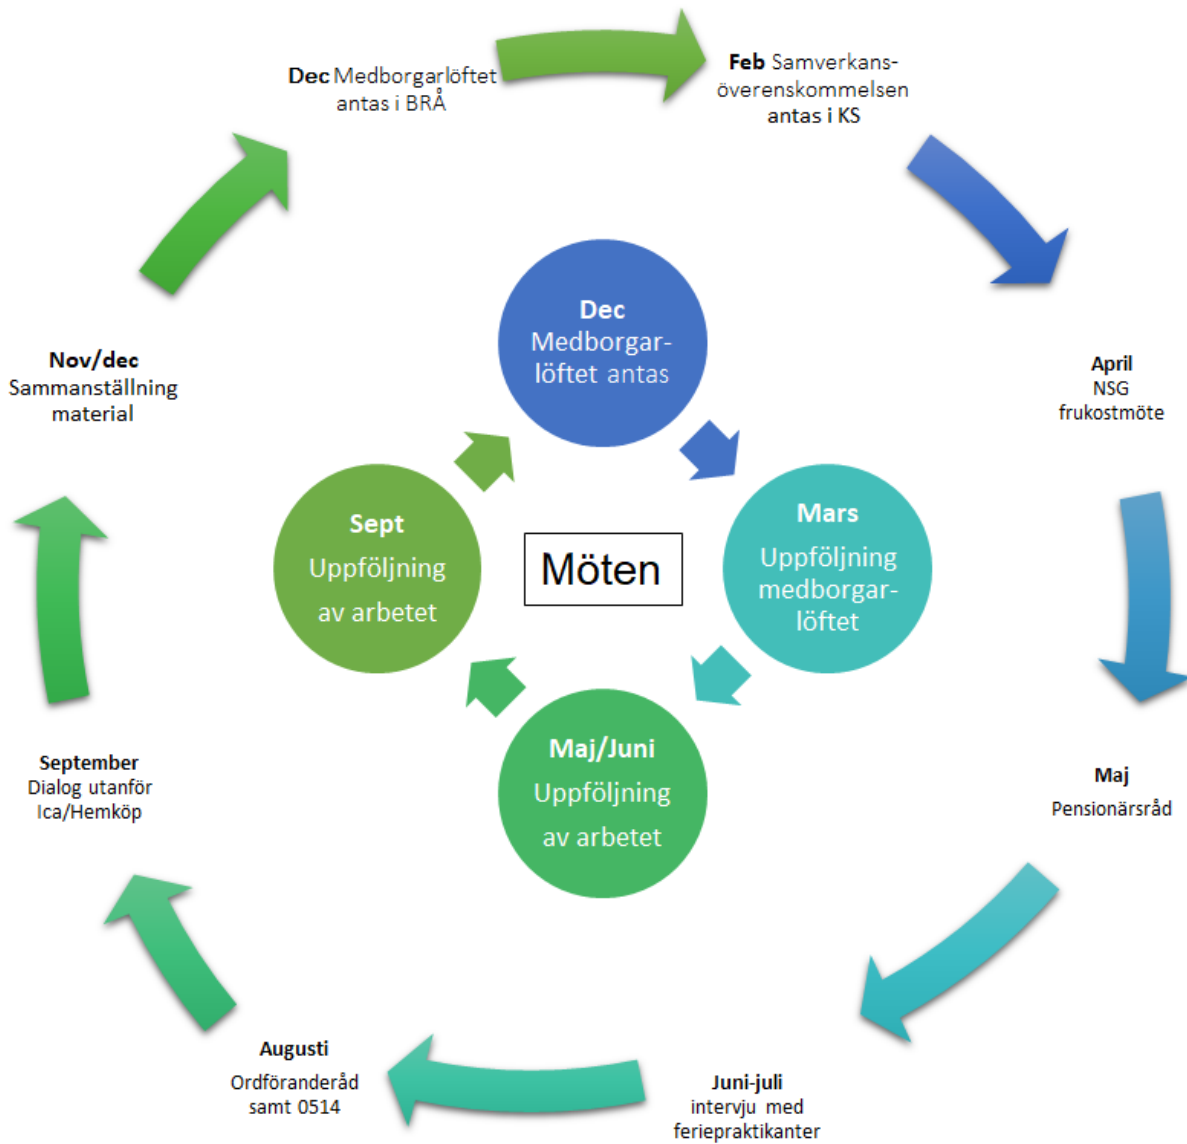 Dec Medborgarlöftet
antas i BRÅ
Feb Samverkans-
överenskommelsen
antas i KS
April
NSG
frukostmöte
Maj
Pensionärsråd
Juni-juli
intervju med
feriepraktikanter
Augusti
Ordföranderåd
samt 0514
September
Dialog utanför
Ica/Hemköp
Nov/dec
Sammanställning
material
Dec
Medborgar-
löftet antas
Mars
Uppföljning
medborgar-
löftet
Maj/Juni
Uppföljning
av arbetet
Sept
Uppföljning
av arbetet
Möten